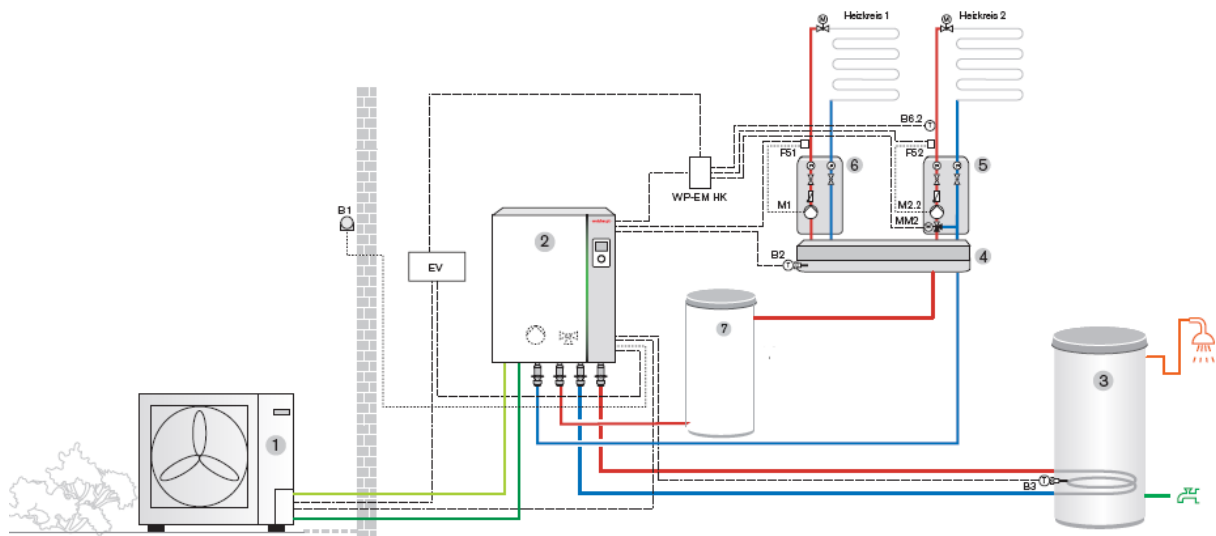 M
Heizkreis 1
M
Heizkreis 2
B6.2
T
F51
F52
6
5
WP-EM HK
M1
M2.2
B1
MM2
M
2
B2
T
4
EV
7
3
1
T
B3